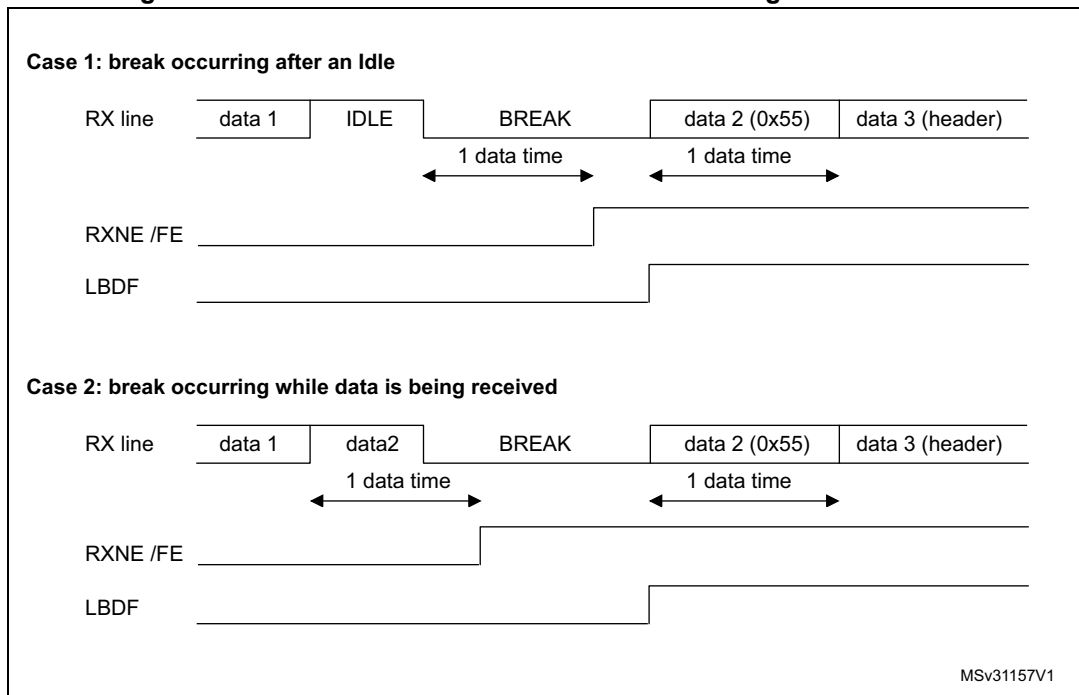 Case 1: break occurring after an Idle
RX line data 1 IDLE BREAK data 2 (0x55) data 3 (header)
1 data time 1 data time
RXNE /FE
LBDF
Case 2: break occurring while data is being received
RX line data 1 data2 BREAK data 2 (0x55) data 3 (header)
1 data time 1 data time
RXNE /FE
LBDF
MSv31157V1